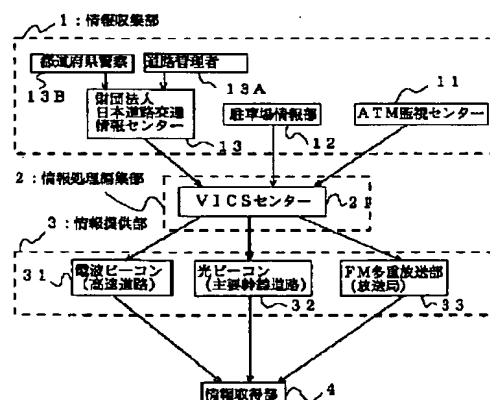 1:情報収集部
都道府県警察
道路管理者
13B
13A
11
財団法人
日本道路交通
情報センター
駐車場情報部
ATM監視センター
13
12
2:情報処理編集部
VICSセンター
2F
3:情報提供部
31
電波ビーコン
(高速道路)
光ビーコン
(主要幹線道路)
FM多重放送部
(放送局)
32
33
情報取得部
4